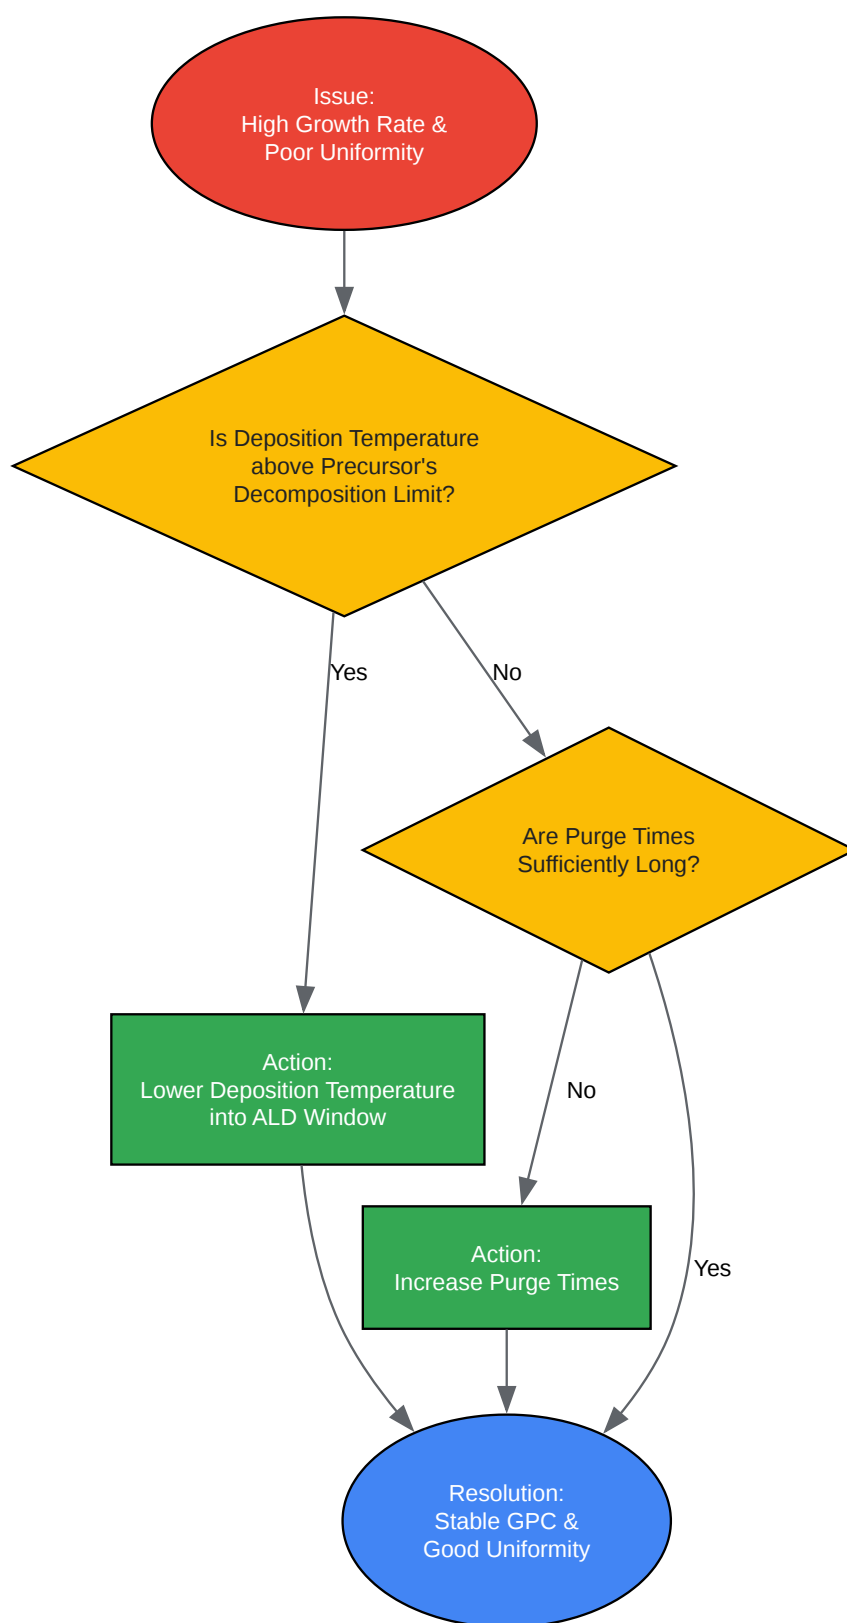 Issue:
High Growth Rate &
Poor Uniformity
Is Deposition Temperature
above Precursor's
Decomposition Limit?
Yes
No
Are Purge Times
Sufficiently Long?
Action:
Lower Deposition Temperature
into ALD Window
No
Action:
Increase Purge Times
Yes
Resolution:
Stable GPC &
Good Uniformity